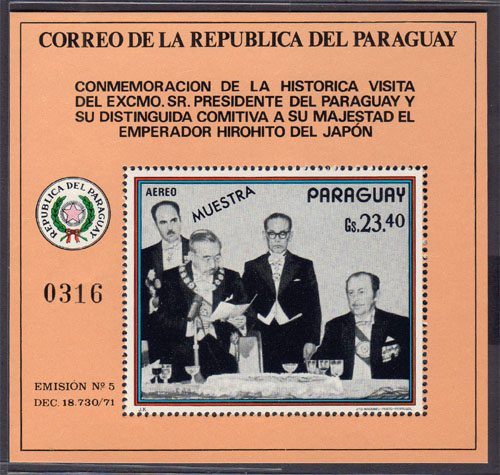 CORREO DE LA REPUBLICA DEL PARAGUAY
CONMEMORACION DE LA HISTORICA VISITA
DEL EXCMO. SR. PRESIDENTE DEL PARAGUAY Y
SU DISTINGUIDA COMITIVA A SU MAJESTAD EL
EMPERADOR HIROHITO DEL JAPÓN
REPUBLICA DEL PARAGUAY
AEREO
MUESTRA
PARAGUAY
Gs. 23.40
0316
EMISIÓN Nº 5
DEC. 18.730/71